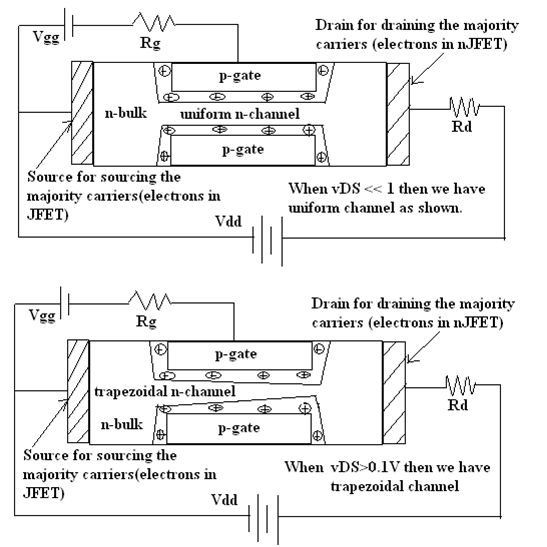 Vgg
Rg
Drain for draining the majority
carriers (electrons in nJFET)
p-gate
n-bulk
uniform n-channel
p-gate
Rd
Source for sourcing the
majority carriers(electrons in
JFET)
When vDS << 1 then we have
uniform channel as shown.
Vdd
Vgg
Rg
Drain for draining the majority
carriers (electrons in nJFET)
p-gate
trapezoidal n-channel
n-bulk
p-gate
Rd
Source for sourcing the
majority carriers(electrons in
JFET)
When vDS>0.1V then we have
trapezoidal channel
Vdd